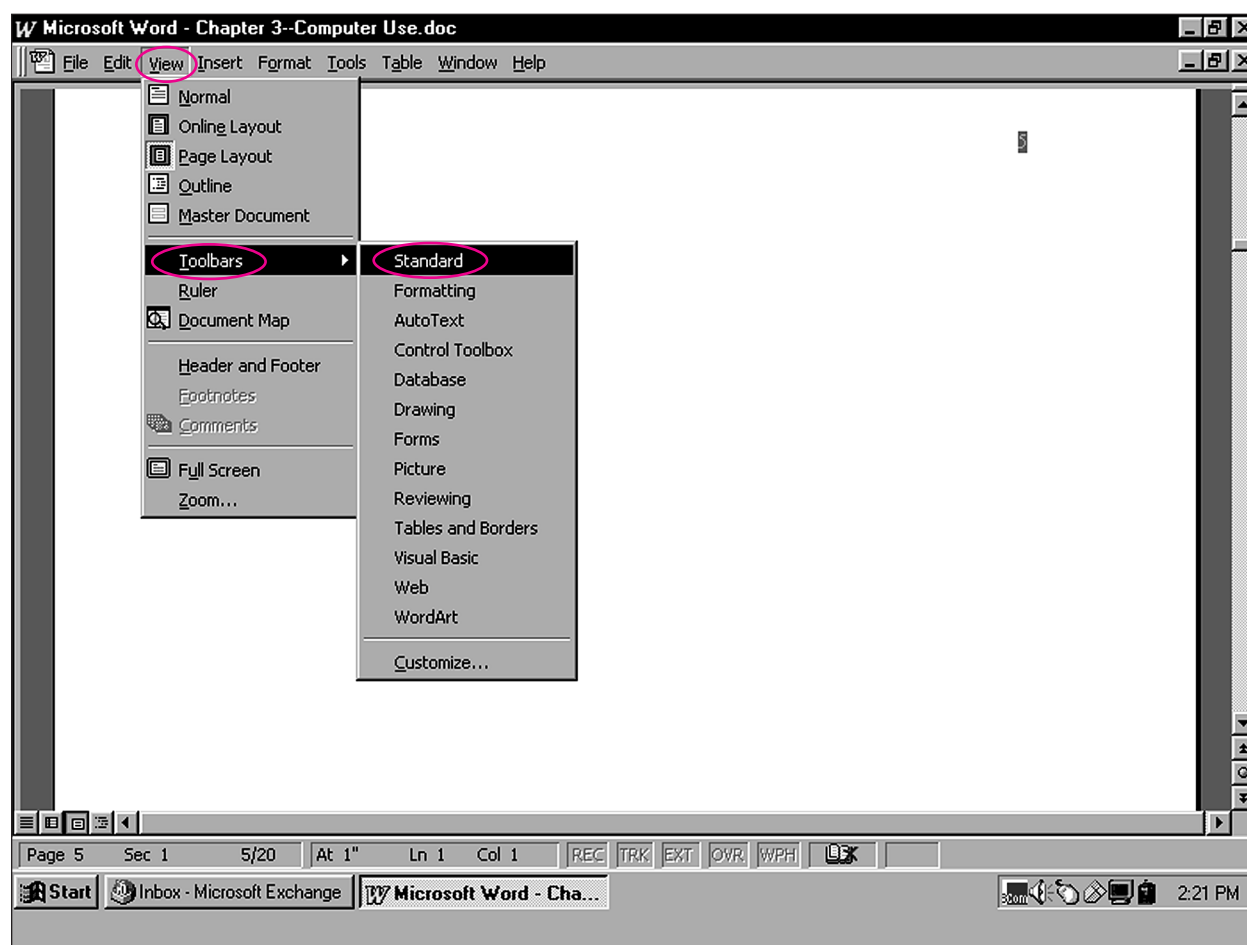 W Microsoft Word - Chapter 3--Computer Use.doc
File Edit View Insert Format Tools Table Window Help
Normal
Online Layout
5
Page Layout
Outline
Master Document
Toolbars
Ruler
Document Map
Header and Footer
Footnotes
Comments
Full Screen
Zoom...
Standard
Formatting
AutoText
Control Toolbox
Database
Drawing
Forms
Picture
Reviewing
Tables and Borders
Visual Basic
Web
WordArt
Customize...
Page 5 Sec 1 5/20 At 1" Ln 1 Col 1 REC TRK EXT OVR WPH
Start Inbox - Microsoft Exchange W Microsoft Word - Cha... 3Com 2:21 PM